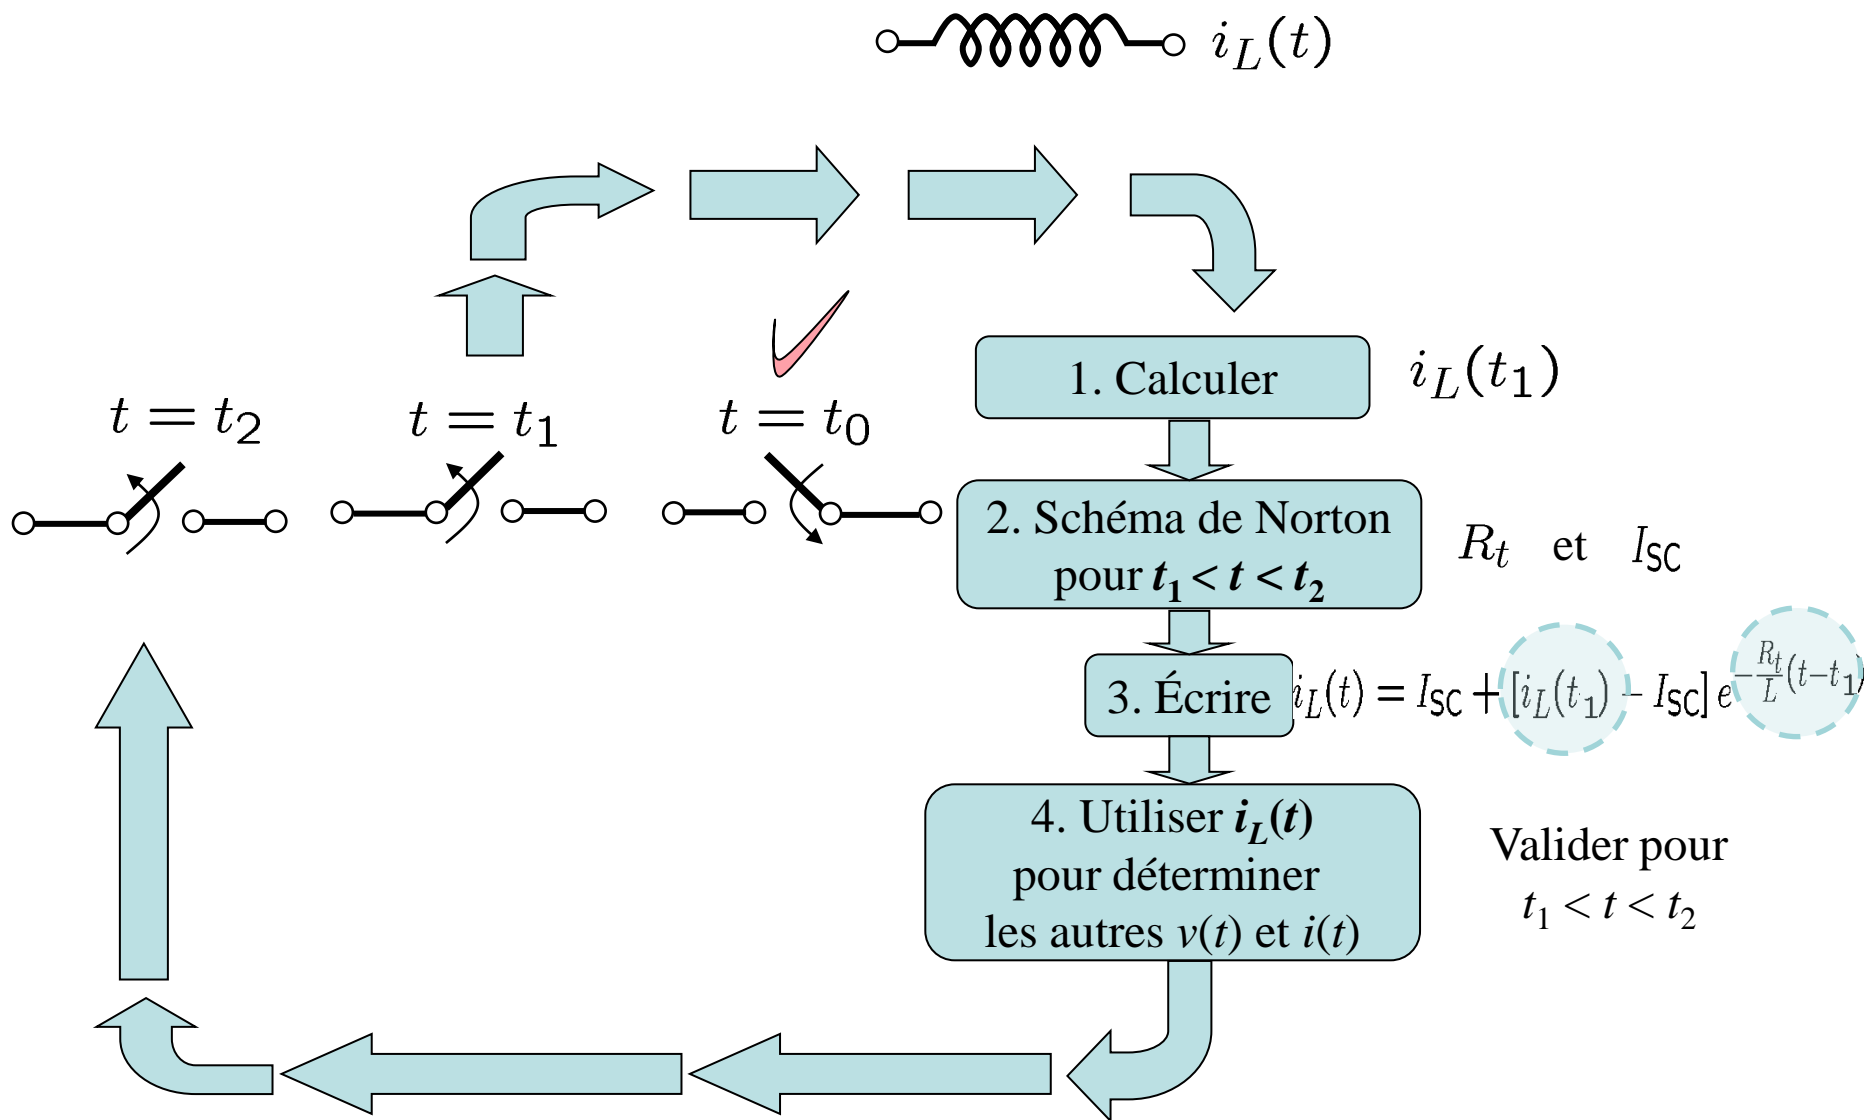 i_L(t)
t = t_2
t = t_1
t = t_0
1. Calculer
i_L(t_1)
2. Schéma de Norton
pour t_1 < t < t_2
R_t et I_SC
3. Écrire
i_L(t) = I_SC + [i_L(t_1) - I_SC] e^{-\frac{R_t}{L}(t-t_1)}
4. Utiliser i_L(t)
pour déterminer
les autres v(t) et i(t)
Valider pour
t_1 < t < t_2